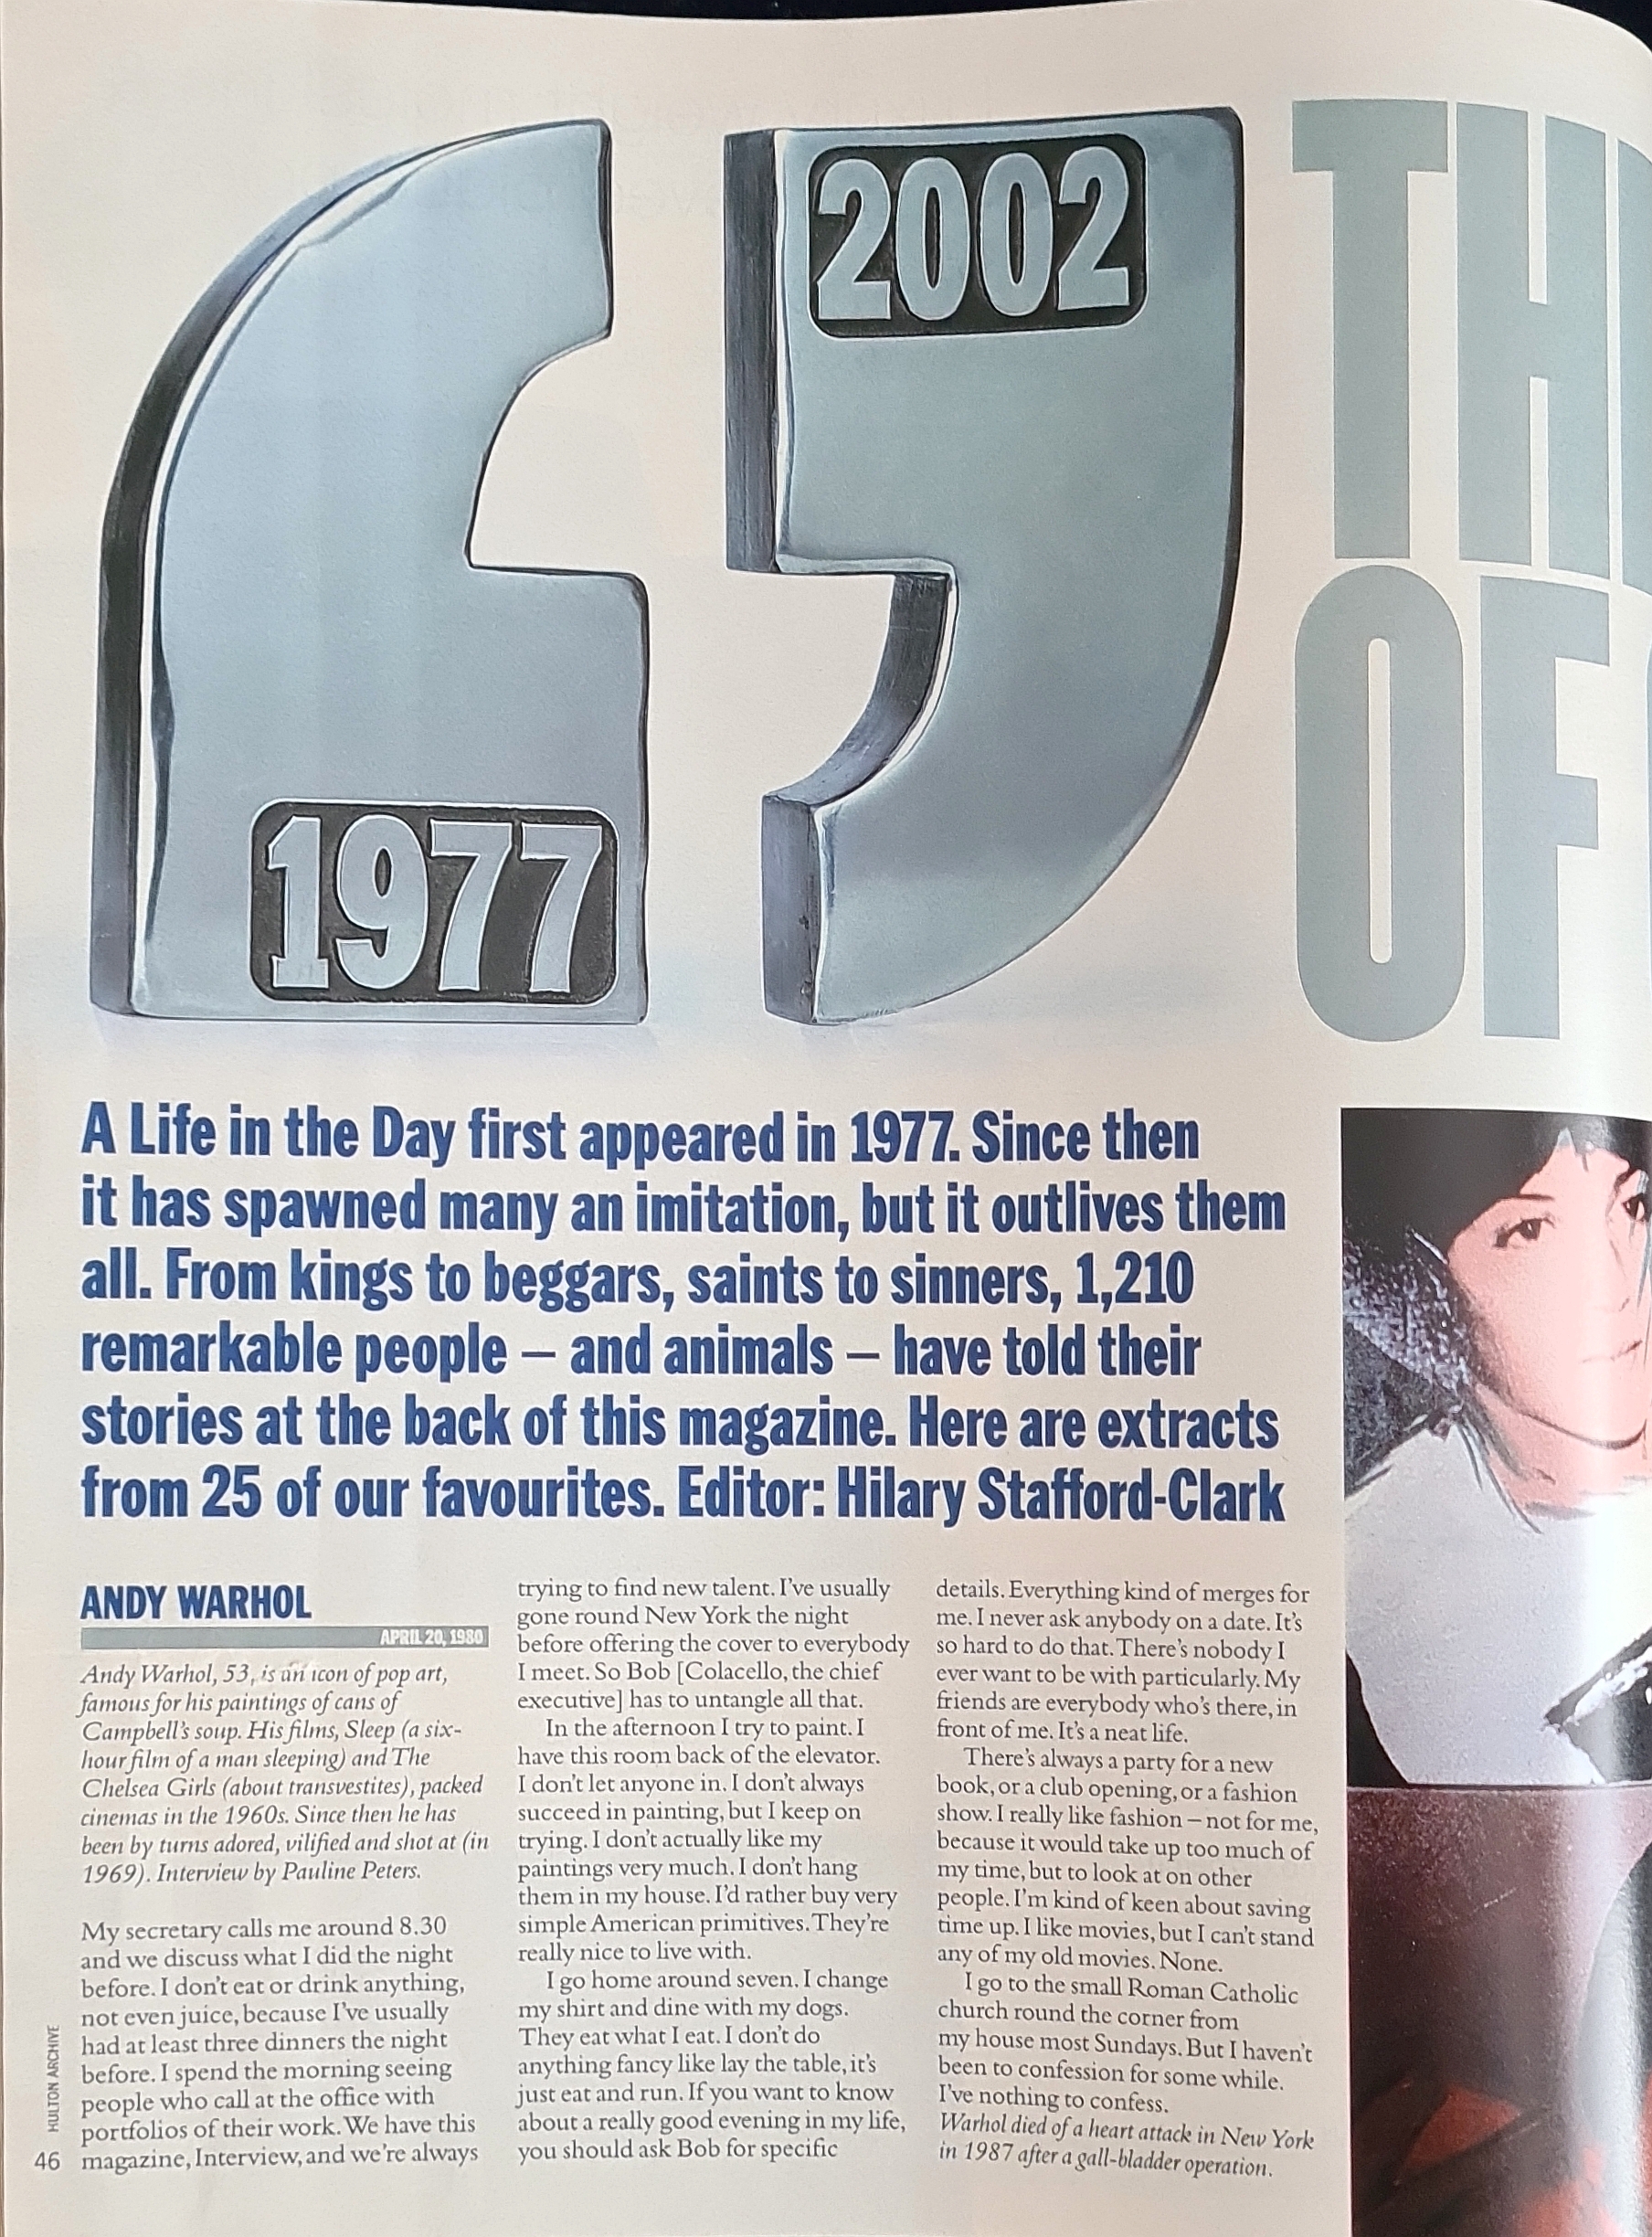 1977
2002
TH
OF
A Life in the Day first appeared in 1977. Since then
it has spawned many an imitation, but it outlives them
all. From kings to beggars, saints to sinners, 1,210
remarkable people – and animals – have told their
stories at the back of this magazine. Here are extracts
from 25 of our favourites. Editor: Hilary Stafford-Clark
ANDY WARHOL
APRIL 20, 1980
Andy Warhol, 53, is an icon of pop art,
famous for his paintings of cans of
Campbell's soup. His films, Sleep (a six-
hour film of a man sleeping) and The
Chelsea Girls (about transvestites), packed
cinemas in the 1960s. Since then he has
been by turns adored, vilified and shot at (in
1969). Interview by Pauline Peters.
My secretary calls me around 8.30
and we discuss what I did the night
before. I don't eat or drink anything,
not even juice, because I've usually
had at least three dinners the night
before. I spend the morning seeing
people who call at the office with
portfolios of their work. We have this
magazine, Interview, and we're always
trying to find new talent. I've usually
gone round New York the night
before offering the cover to everybody
I meet. So Bob [Colacello, the chief
executive] has to untangle all that.
In the afternoon I try to paint. I
have this room back of the elevator.
I don't let anyone in. I don't always
succeed in painting, but I keep on
trying. I don't actually like my
paintings very much. I don't hang
them in my house. I'd rather buy very
simple American primitives. They're
really nice to live with.
I go home around seven. I change
my shirt and dine with my dogs.
They eat what I eat. I don't do
anything fancy like lay the table, it's
just eat and run. If you want to know
about a really good evening in my life,
you should ask Bob for specific
details. Everything kind of merges for
me. I never ask anybody on a date. It's
so hard to do that. There's nobody I
ever want to be with particularly. My
friends are everybody who's there, in
front of me. It's a neat life.
There's always a party for a new
book, or a club opening, or a fashion
show. I really like fashion – not for me,
because it would take up too much of
my time, but to look at on other
people. I'm kind of keen about saving
time up. I like movies, but I can't stand
any of my old movies. None.
I go to the small Roman Catholic
church round the corner from
my house most Sundays. But I haven't
been to confession for some while.
I've nothing to confess.
Warhol died of a heart attack in New York
in 1987 after a gall-bladder operation.
HULTON ARCHIVE
46